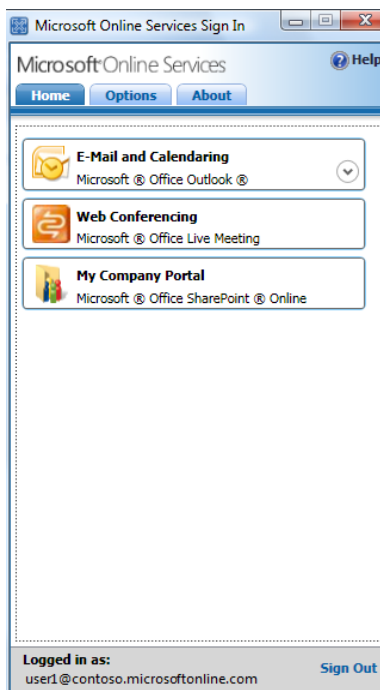 Microsoft Online Services Sign In
Microsoft Online Services
Help
Home Options About
E-Mail and Calendaring
Microsoft ® Office Outlook ®
Web Conferencing
Microsoft ® Office Live Meeting
My Company Portal
Microsoft ® Office SharePoint ® Online
Logged in as:
user1@contoso.microsoftonline.com
Sign Out